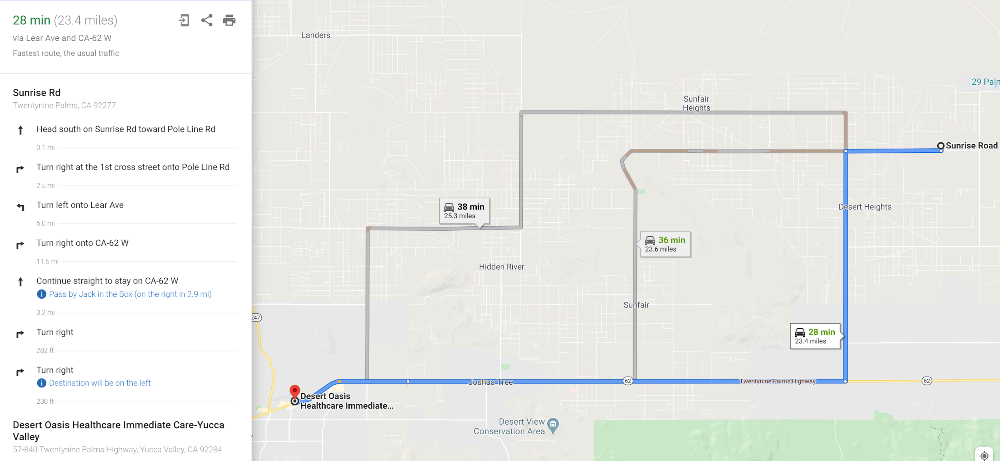 28 min (23.4 miles)
via Lear Ave and CA-62 W
Fastest route, the usual traffic
Sunrise Rd
Twentynine Palms, CA 92277
Head south on Sunrise Rd toward Pole Line Rd
0.1 mi
Turn right at the 1st cross street onto Pole Line Rd
2.5 mi
Turn left onto Lear Ave
6.0 mi
Turn right onto CA-62 W
11.5 mi
Continue straight to stay on CA-62 W
Pass by Jack in the Box (on the right in 2.9 mi)
3.2 mi
Turn right
282 ft
Turn right
Destination will be on the left
230 ft
Desert Oasis Healthcare Immediate Care-Yucca
Valley
57-840 Twentynine Palms Highway, Yucca Valley, CA 92284
Landers
29 Paln
Sunfair
Heights
Sunrise Road
38 min
25.3 miles
Desert Heights
36 min
23.6 miles
Hidden River
Sunfair
247
28 min
23.4 miles
Joshua Tree
62
Twentynine Palms Highway
62
Desert Oasis
Healthcare Immediate...
Desert View
Conservation Area